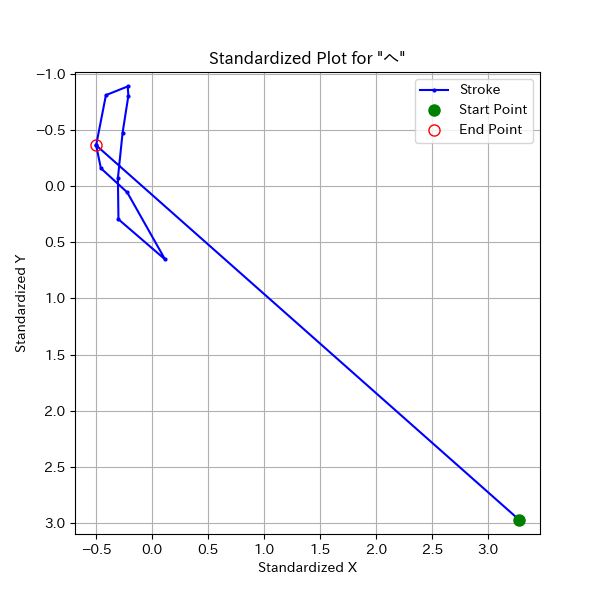 Standardized Plot for "へ"
Stroke
Start Point
End Point
Standardized Y
−1.0
−0.5
0.0
0.5
1.0
1.5
2.0
2.5
3.0
−0.5 0.0 0.5 1.0 1.5 2.0 2.5 3.0
Standardized X